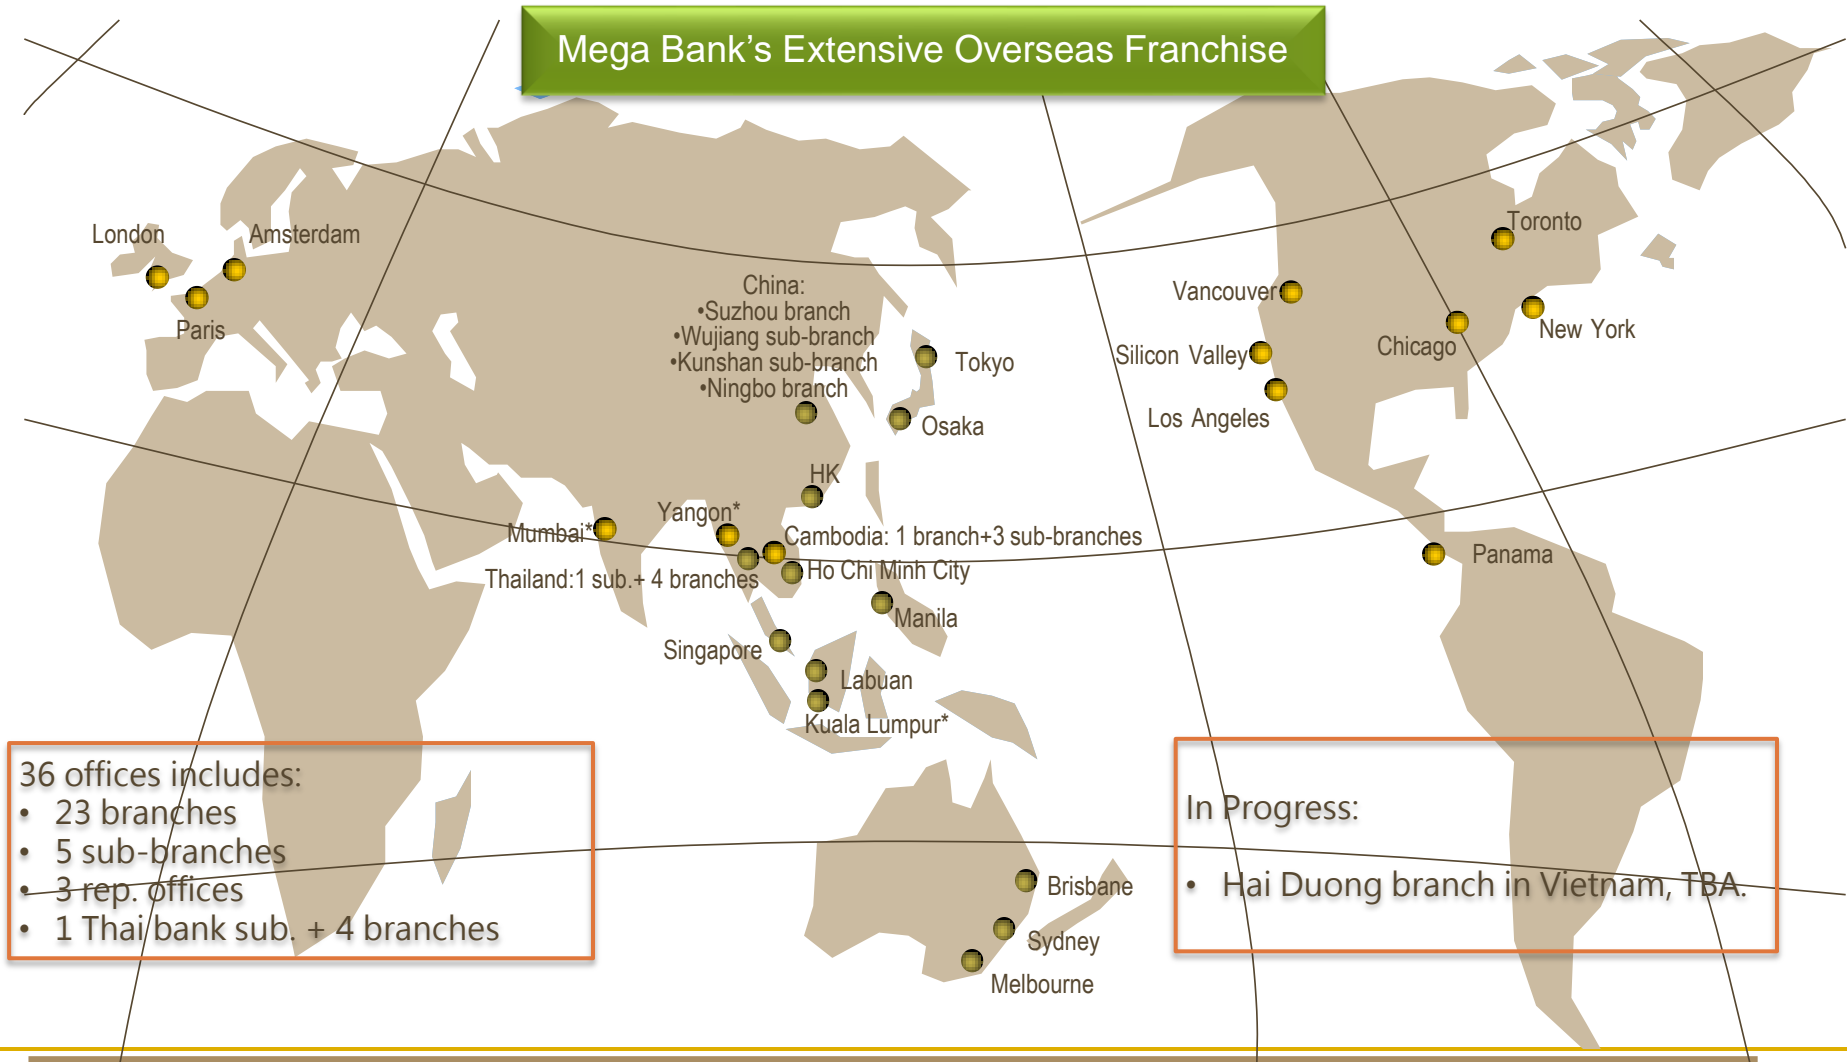 Mega Bank's Extensive Overseas Franchise
London
Amsterdam
Paris
China:
•Suzhou branch
•Wujiang sub-branch
•Kunshan sub-branch
•Ningbo branch
Tokyo
Osaka
HK
Yangon*
Mumbai*
Cambodia: 1 branch+3 sub-branches
Thailand:1 sub.+ 4 branches
Ho Chi Minh City
Manila
Singapore
Labuan
Kuala Lumpur*
Brisbane
Sydney
Melbourne
Toronto
Vancouver
New York
Chicago
Silicon Valley
Los Angeles
Panama
36 offices includes:
• 23 branches
• 5 sub-branches
• 3 rep. offices
• 1 Thai bank sub. + 4 branches
In Progress:
• Hai Duong branch in Vietnam, TBA.